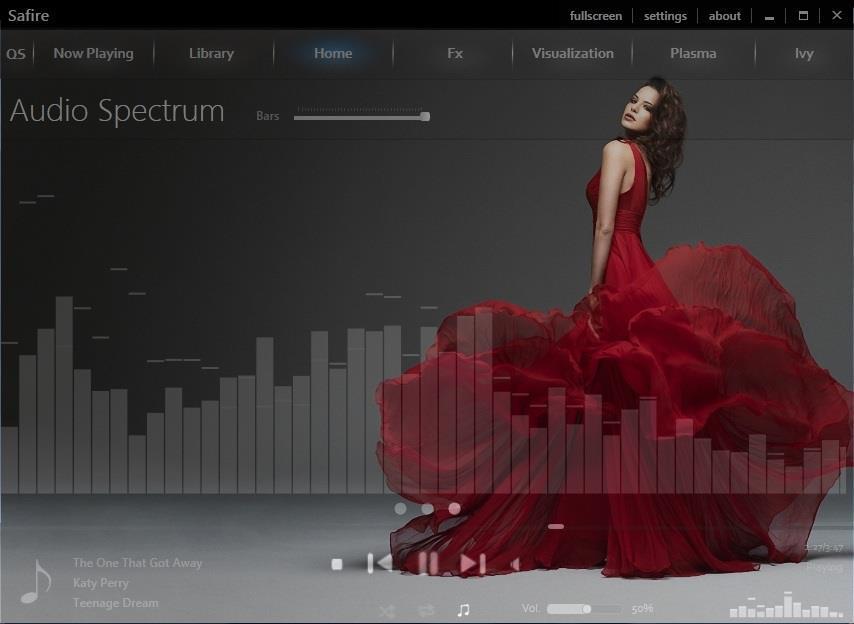 Safire
fullscreen settings about
QS Now Playing Library Home Fx Visualization Plasma Ivy
Audio Spectrum Bars
2:27/3:47
The One That Got Away
Playing
Katy Perry
Teenage Dream
Vol. 50%